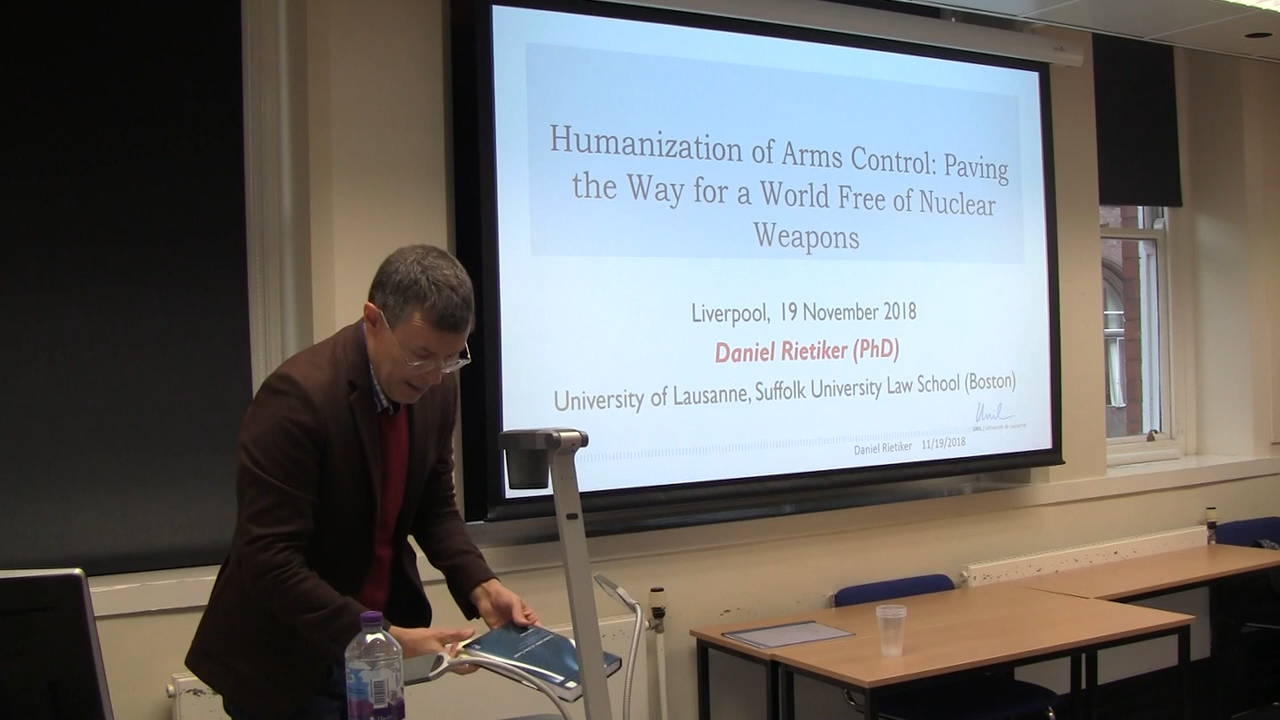 Humanization of Arms Control: Paving
the Way for a World Free of Nuclear
Weapons
Liverpool, 19 November 2018
Daniel Rietiker (PhD)
University of Lausanne, Suffolk University Law School (Boston)
Unil
Daniel Rietiker 11/19/2018